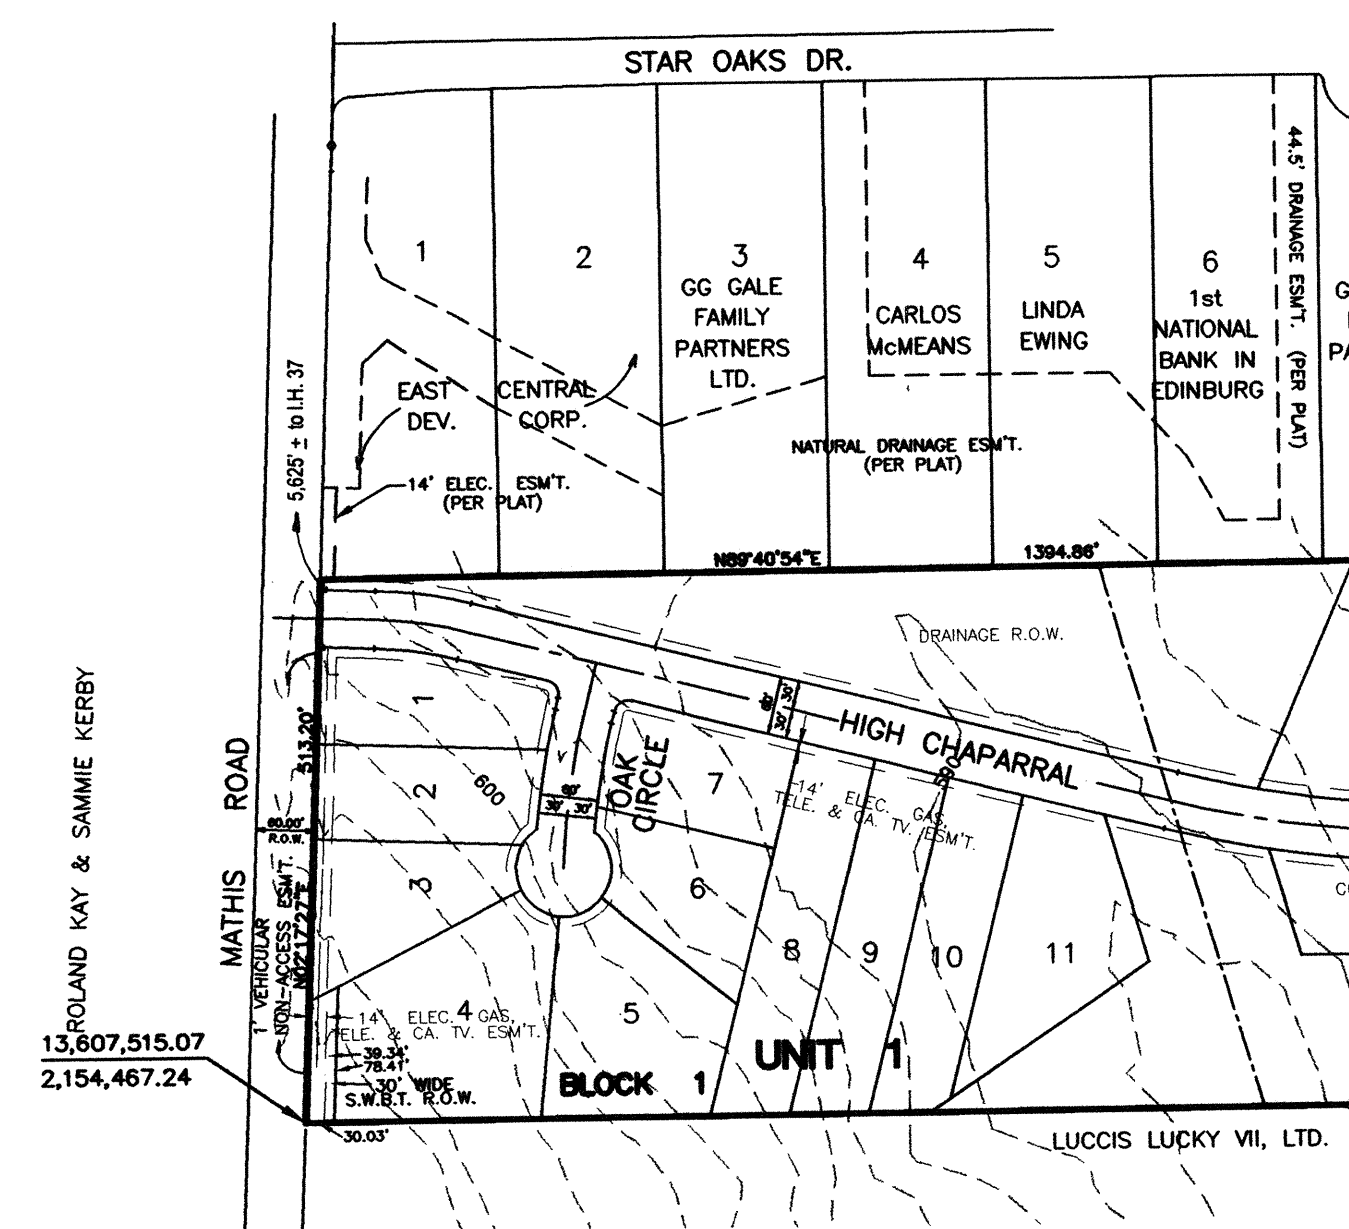 STAR OAKS DR.
44.5' DRAINAGE ESM'T. (PER PLAT)
1
2
3
GG GALE
FAMILY
PARTNERS
LTD.
4
CARLOS
McMEANS
5
LINDA
EWING
6
1st
NATIONAL
BANK IN
EDINBURG
G
PA
EAST CENTRAL
DEV. CORP.
NATURAL DRAINAGE ESM'T.
(PER PLAT)
14' ELEC. ESM'T.
(PER PLAT)
5,625' ± to I.H. 37
N89°40'54"E
1394.86'
DRAINAGE R.O.W.
ROLAND KAY & SAMMIE KERBY
MATHIS ROAD
513.20'
60.00'
R.O.W.
1' VEHICULAR
NON-ACCESS ESM'T.
N02°17'27"E
1
2
3
600
60'
30' 30'
OAK
CIRCLE
60'
30' 30'
HIGH CHAPARRAL
590
7
14' ELEC. GAS,
TELE. & CA. TV. ESM'T.
6
8
9
10
11
4
5
14' ELEC. GAS,
TELE. & CA. TV. ESM'T.
39.34'
78.41'
30' WIDE
S.W.B.T. R.O.W.
30.03'
BLOCK 1
UNIT 1
13,607,515.07
2,154,467.24
LUCCIS LUCKY VII, LTD.